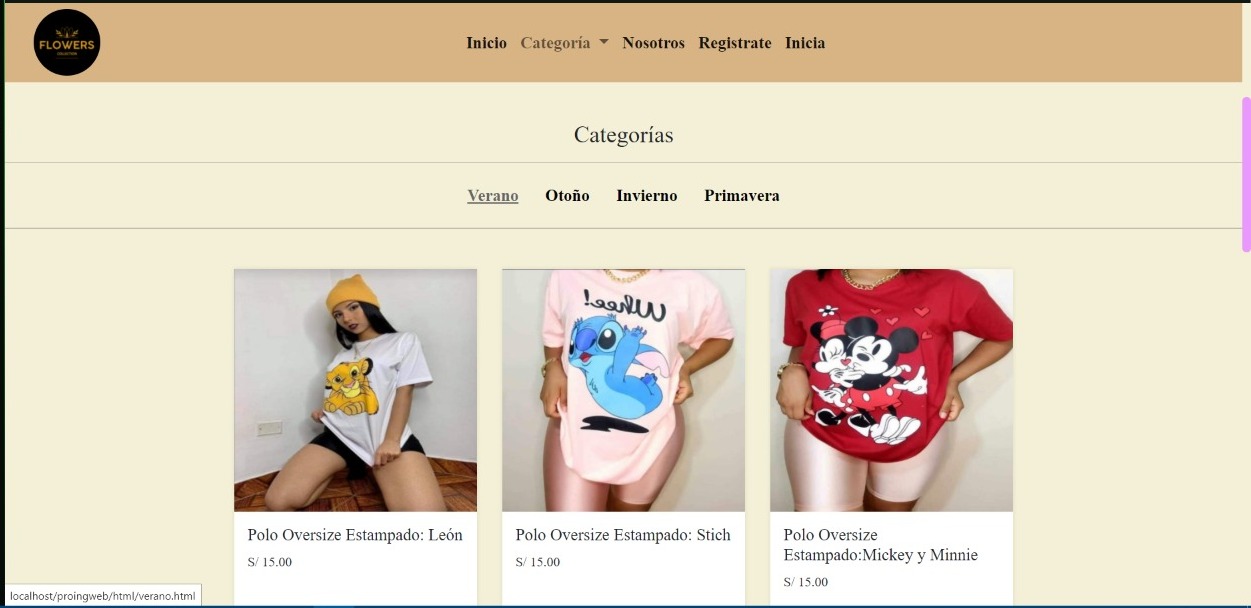 FLOWERS
COLLECTION
Inicio Categoría Nosotros Registrate Inicia
Categorías
Verano Otoño Invierno Primavera
Whee!
Polo Oversize Estampado: León
S/ 15.00
Polo Oversize Estampado: Stich
S/ 15.00
Polo Oversize
Estampado:Mickey y Minnie
S/ 15.00
localhost/proingweb/html/verano.html